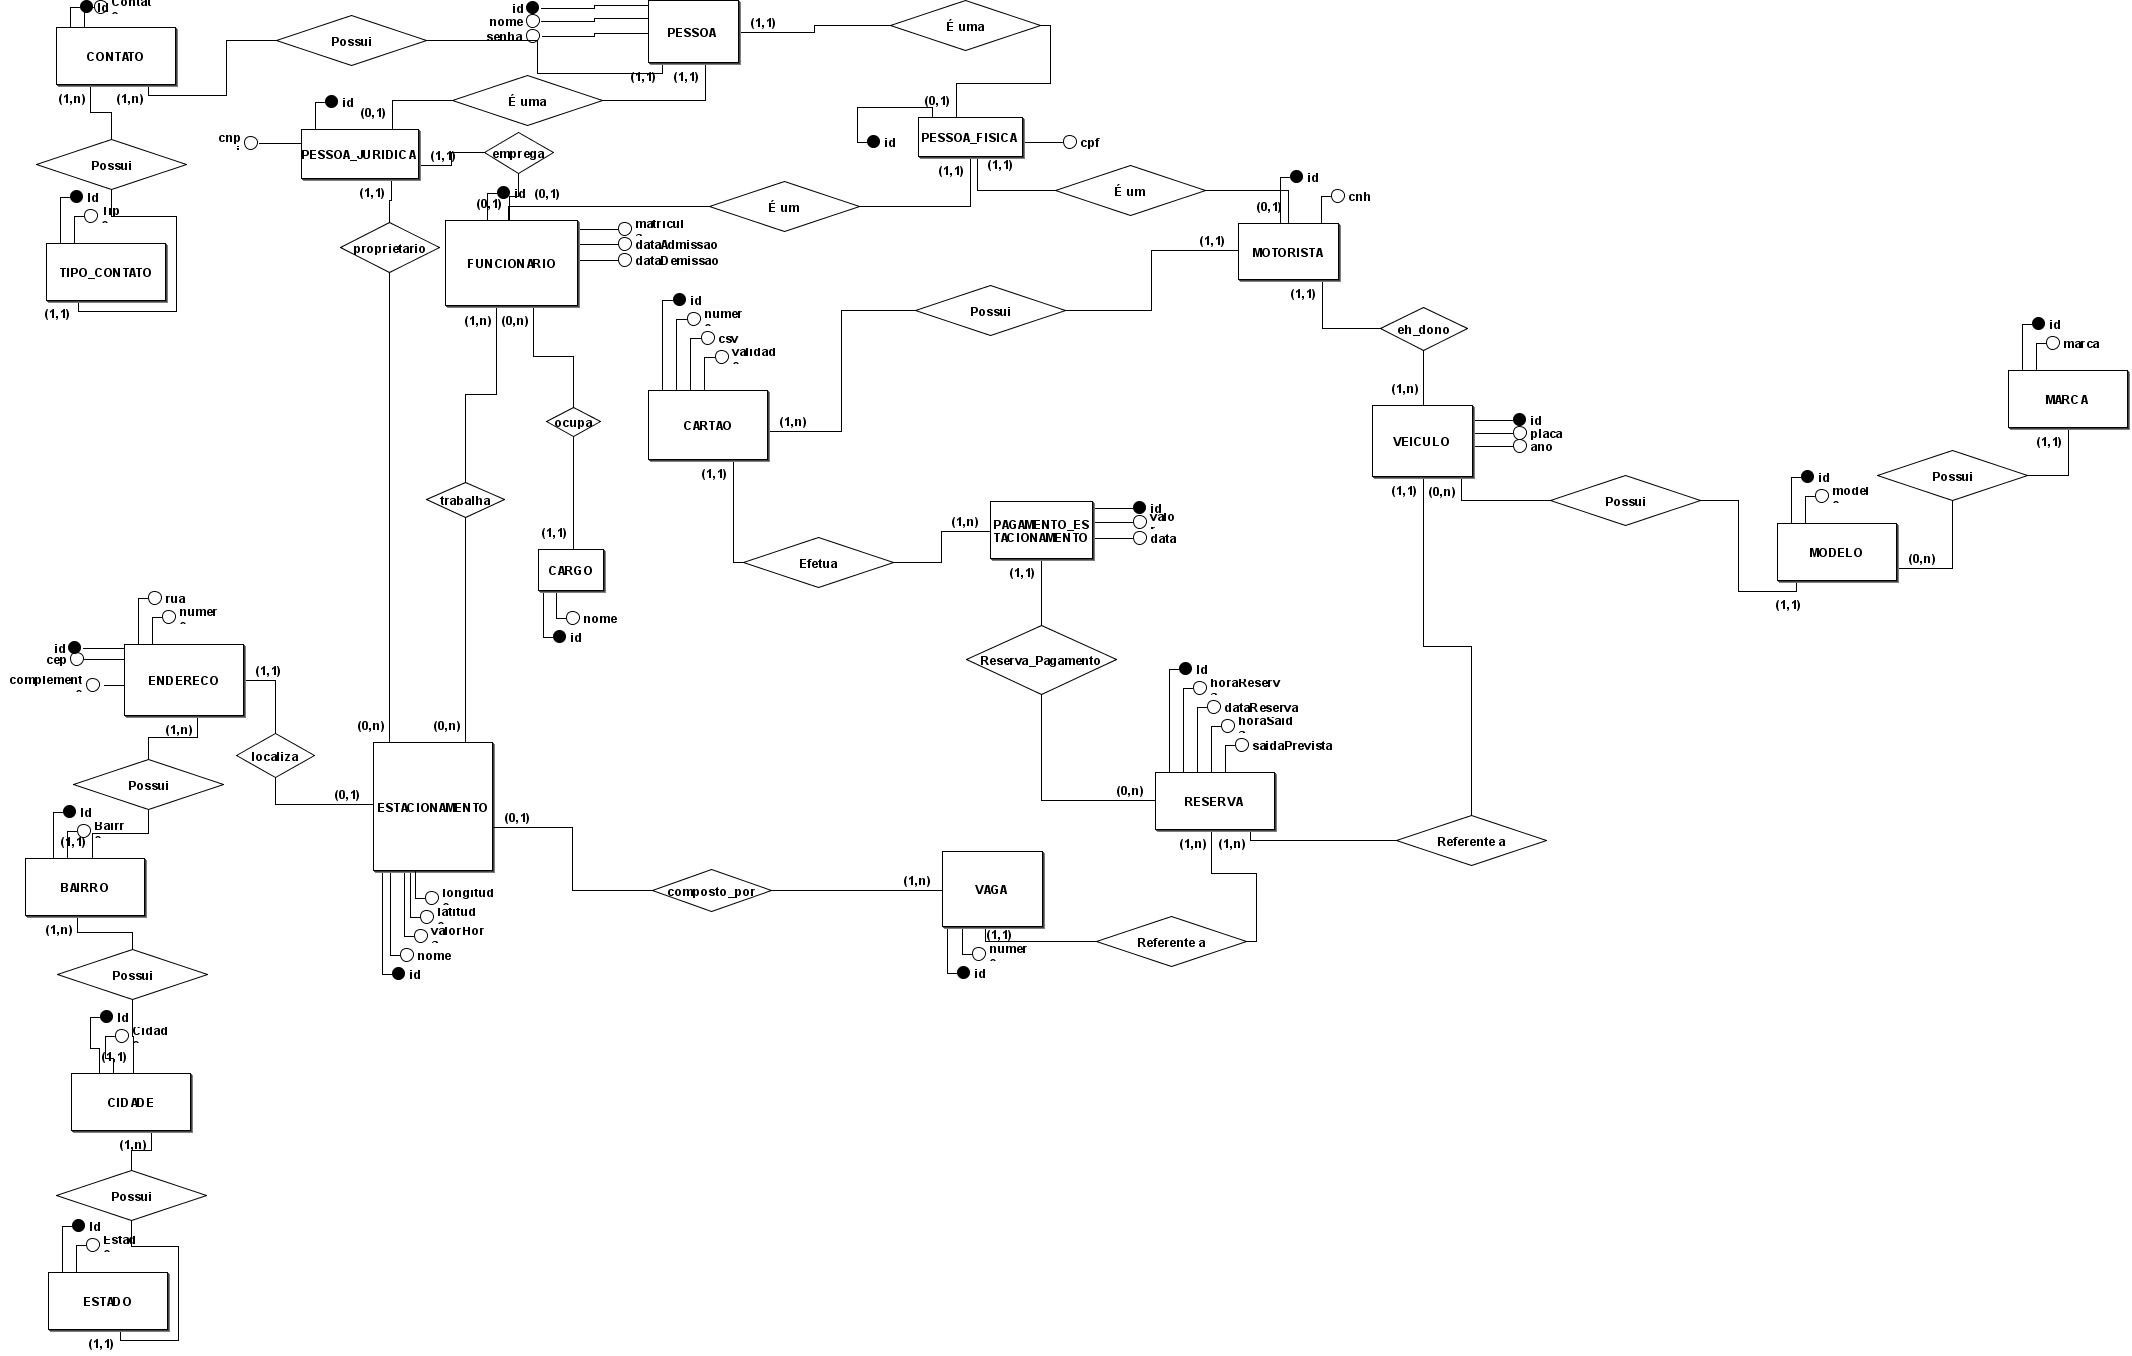 Id
CONTATO
(1,n)
(1,n)
Possui
id
nome
senha
PESSOA
(1,1)
(1,1)
(1,1)
É uma
É uma
id
(0,1)
cnp
PESSOA_JURIDICA
(1,1)
(1,1)
emprega
(0,1)
id
PESSOA_FISICA
cpf
(1,1)
(1,1)
Possui
Id
TIPO_CONTATO
(1,1)
proprietario
id
(0,1)
(0,1)
FUNCIONARIO
matricul
dataAdmissao
dataDemissao
(1,n)
(0,n)
É um
É um
id
cnh
(0,1)
MOTORISTA
(1,1)
(1,1)
Possui
eh_dono
id
numer
csv
validad
CARTAO
(1,n)
(1,1)
ocupa
trabalha
(1,1)
CARGO
nome
id
(1,n)
VEICULO
id
placa
ano
(1,1)
(0,n)
Possui
id
marca
MARCA
(1,1)
Possui
id
model
MODELO
(0,n)
(1,1)
Efetua
(1,n)
PAGAMENTO_ES
TACIONAMENTO
id
valo
data
(1,1)
Reserva_Pagamento
rua
numer
id
cep
complement
ENDERECO
(1,1)
(1,n)
localiza
(0,1)
Possui
Id
Bairr
(1,1)
BAIRRO
(1,n)
Possui
Id
Cidad
(1,1)
CIDADE
(1,n)
Possui
Id
Estad
ESTADO
(1,1)
(0,n)
(0,n)
ESTACIONAMENTO
(0,1)
longitud
latitud
valorHor
nome
id
composto_por
(1,n)
VAGA
(1,1)
numer
id
Id
horaReserv
dataReserva
horaSaid
saidaPrevista
(0,n)
RESERVA
(1,n)
(1,n)
Referente a
Referente a